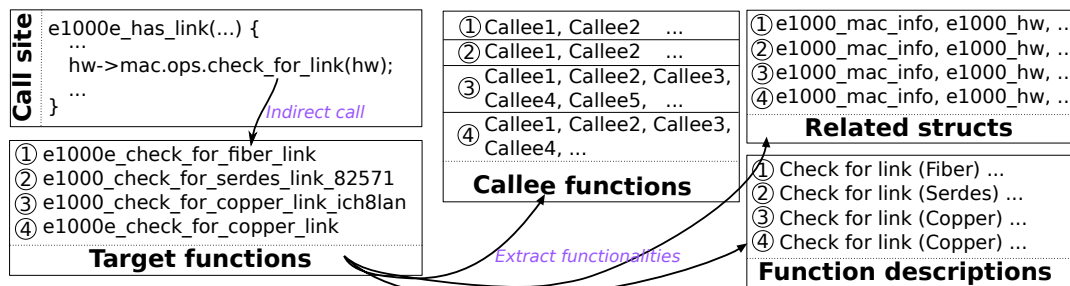 Call site
e1000e_has_link(...) {
...
hw->mac.ops.check_for_link(hw);
...
}
Indirect call
① e1000e_check_for_fiber_link
② e1000_check_for_serdes_link_82571
③ e1000_check_for_copper_link_ich8lan
④ e1000e_check_for_copper_link
Target functions
① Callee1, Callee2 ...
② Callee1, Callee2 ...
③ Callee1, Callee2, Callee3,
Callee4, Callee5, ...
④ Callee1, Callee2, Callee3,
Callee4, ...
Callee functions
Extract functionalities
① e1000_mac_info, e1000_hw, ...
② e1000_mac_info, e1000_hw, ...
③ e1000_mac_info, e1000_hw, ...
④ e1000_mac_info, e1000_hw, ...
Related structs
① Check for link (Fiber) ...
② Check for link (Serdes) ...
③ Check for link (Copper) ...
④ Check for link (Copper) ...
Function descriptions